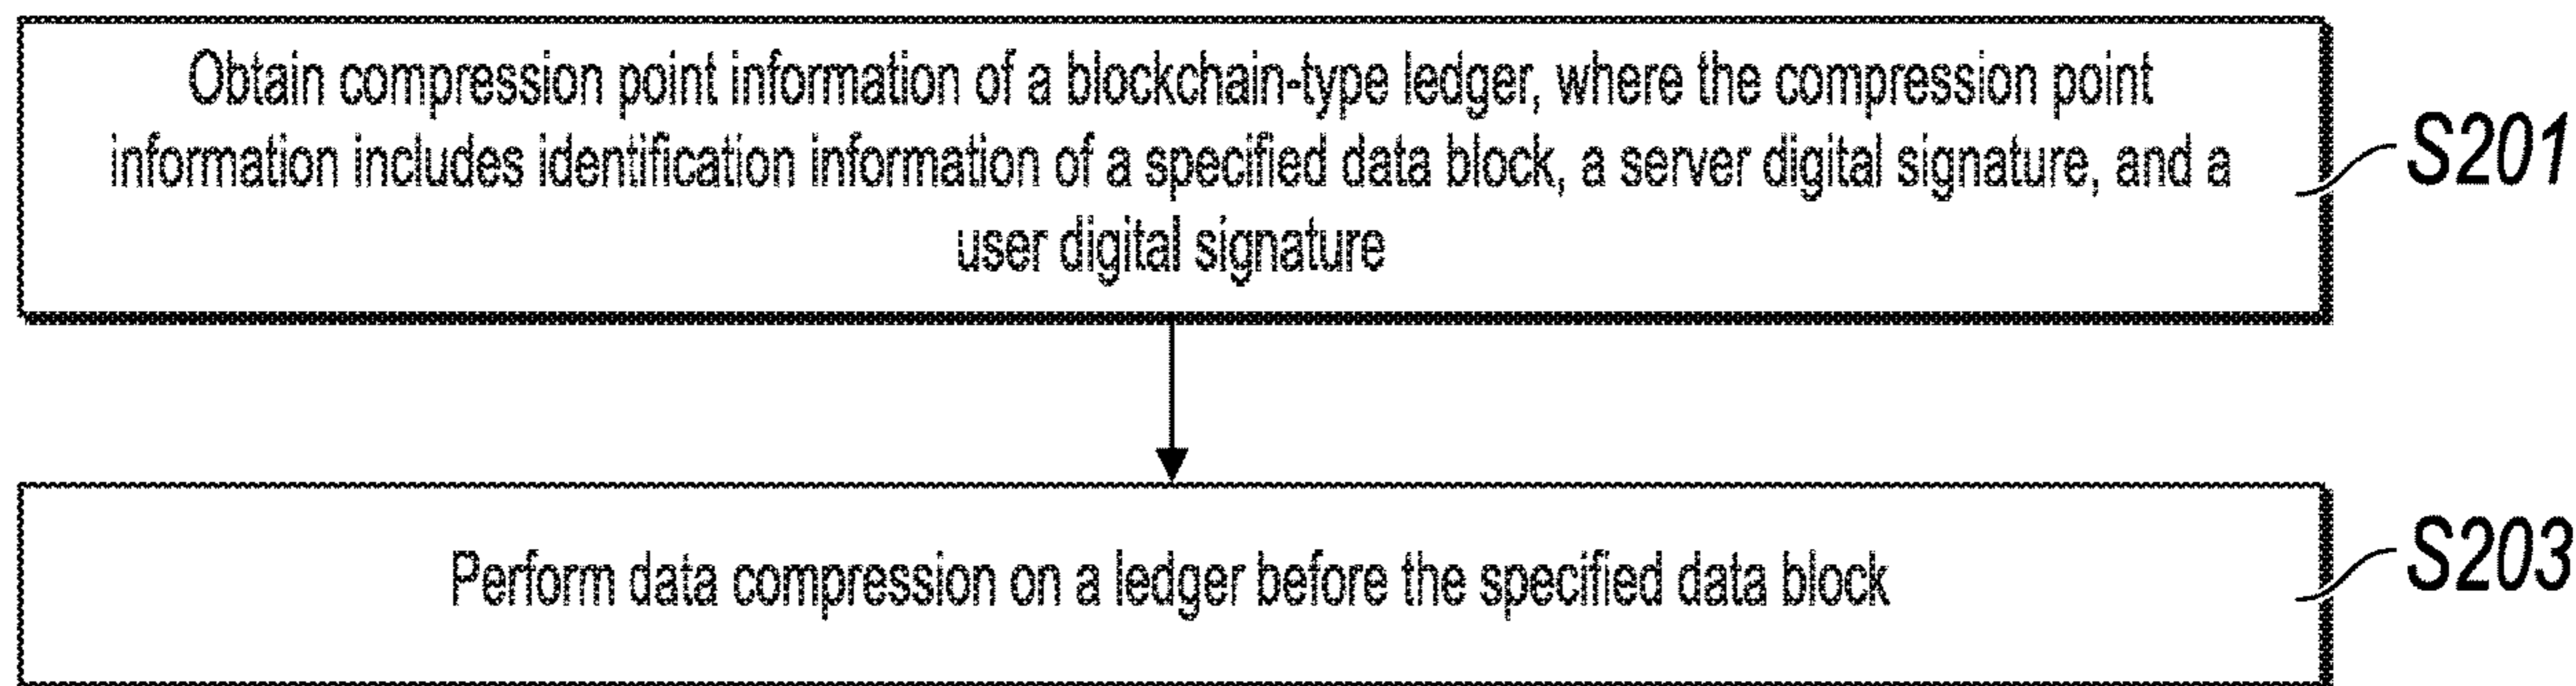 Obtain compression point information of a blockchain-type ledger, where the compression point
information includes identification information of a specified data block, a server digital signature, and a
user digital signature
S201
Perform data compression on a ledger before the specified data block
S203